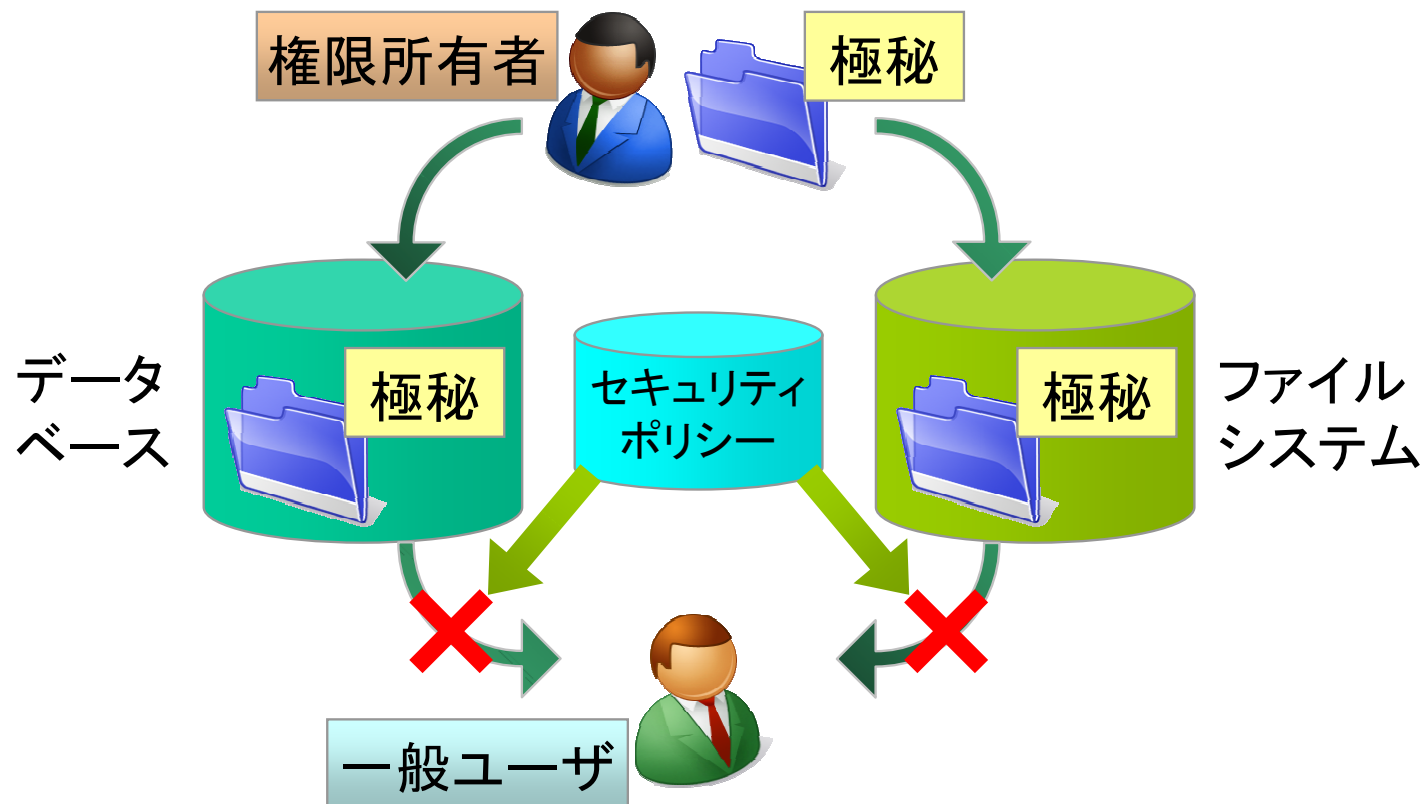 権限所有者
極秘
データ
ベース
極秘
セキュリティ
ポリシー
極秘
ファイル
システム
一般ユーザ